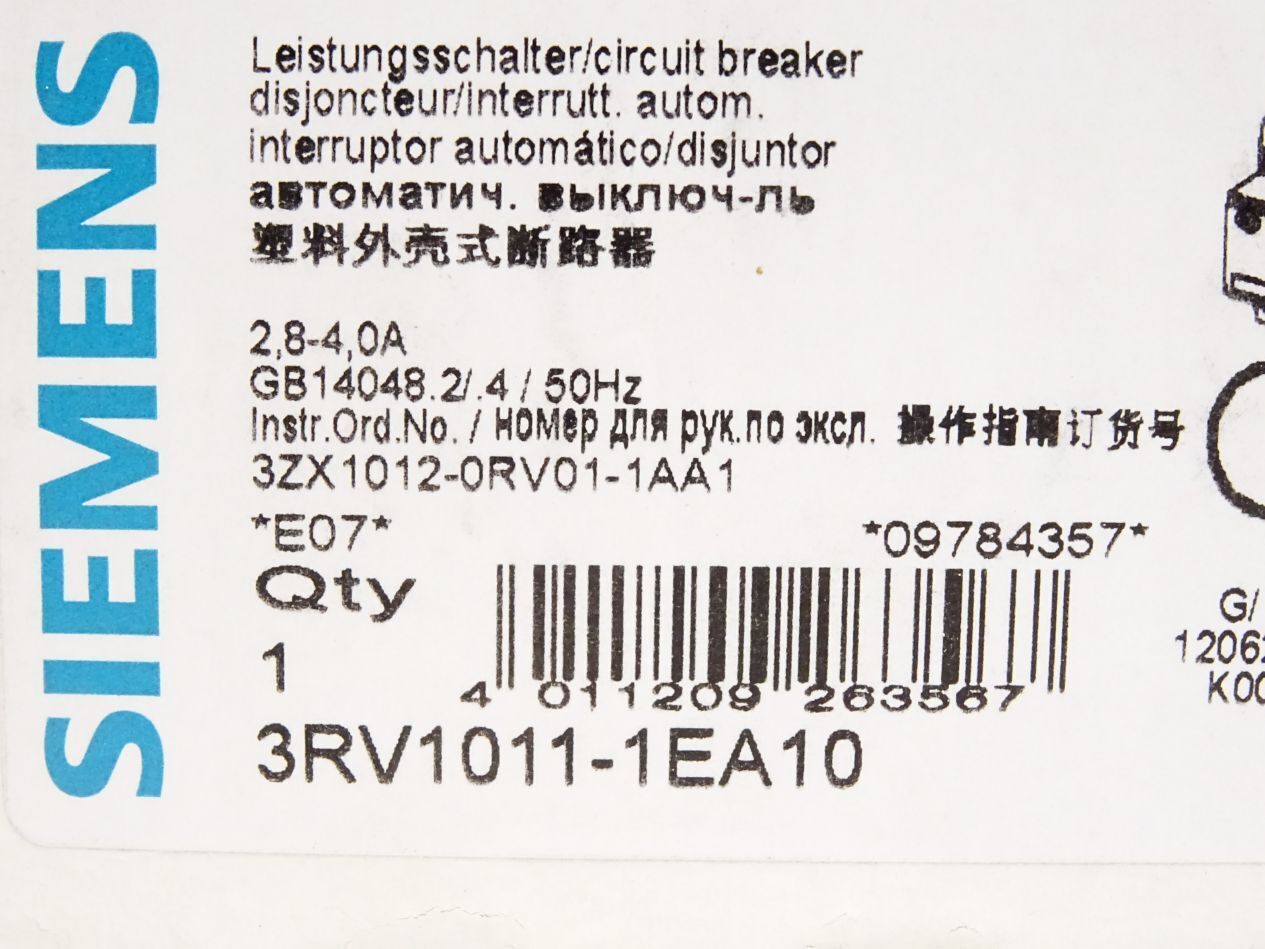 SIEMENS
Leistungsschalter/circuit breaker
disjoncteur/interrutt. autom.
interruptor automático/disjuntor
автоматич. выключ-ль
塑料外壳式断路器
2,8-4,0A
GB14048.2/.4 / 50Hz
Instr.Ord.No. / номер для рук.по экспл. 操作指南订货号
3ZX1012-0RV01-1AA1
*E07* *09784357*
Qty
1
4 011209 263567
3RV1011-1EA10
G/
12062
K00